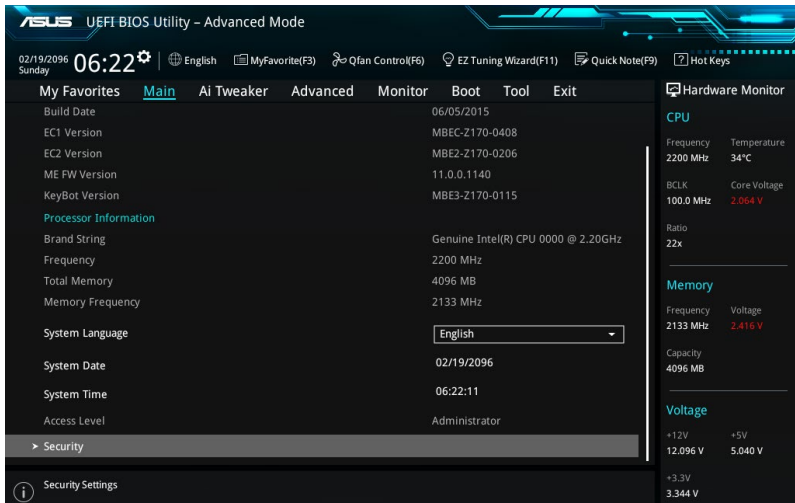 ASUS UEFI BIOS Utility – Advanced Mode
02/19/2096
Sunday
06:22
English
MyFavorite(F3)
Qfan Control(F6)
EZ Tuning Wizard(F11)
Quick Note(F9)
? Hot Keys
My Favorites Main Ai Tweaker Advanced Monitor Boot Tool Exit
Build Date 06/05/2015
EC1 Version MBEC-Z170-0408
EC2 Version MBE2-Z170-0206
ME FW Version 11.0.0.1140
KeyBot Version MBE3-Z170-0115
Processor Information
Brand String Genuine Intel(R) CPU 0000 @ 2.20GHz
Frequency 2200 MHz
Total Memory 4096 MB
Memory Frequency 2133 MHz
System Language English
System Date 02/19/2096
System Time 06:22:11
Access Level Administrator
> Security
i Security Settings
Hardware Monitor
CPU
Frequency Temperature
2200 MHz 34°C
BCLK Core Voltage
100.0 MHz 2.064 V
Ratio
22x
Memory
Frequency Voltage
2133 MHz 2.416 V
Capacity
4096 MB
Voltage
+12V +5V
12.096 V 5.040 V
+3.3V
3.344 V